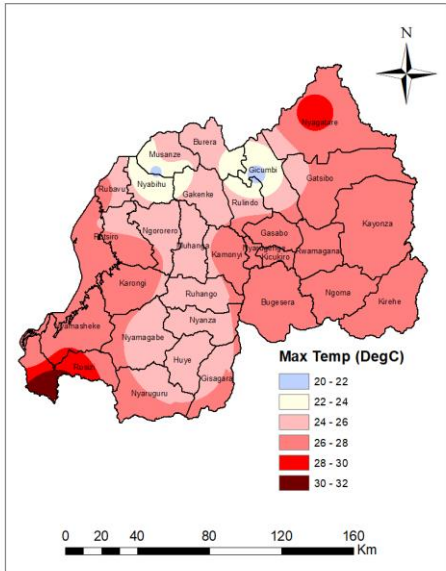 N
Nyagatare
Burera
Musanze
Gicumbi
Nyabihu
Gakenke
Gatsibo
Rubavu
Rulindo
Kayonza
Ngororero
Gasabo
Rutsiro
Muhanga
Kamonyi
Rwamagana
Kicukiro
Karongi
Ruhango
Bugesera
Ngoma
Kirehe
Nyanza
Nyamasheke
Nyamagabe
Huye
Rusizi
Gisagara
Nyaruguru
Max Temp (DegC)
20 - 22
22 - 24
24 - 26
26 - 28
28 - 30
30 - 32
0 20 40 80 120 160
Km